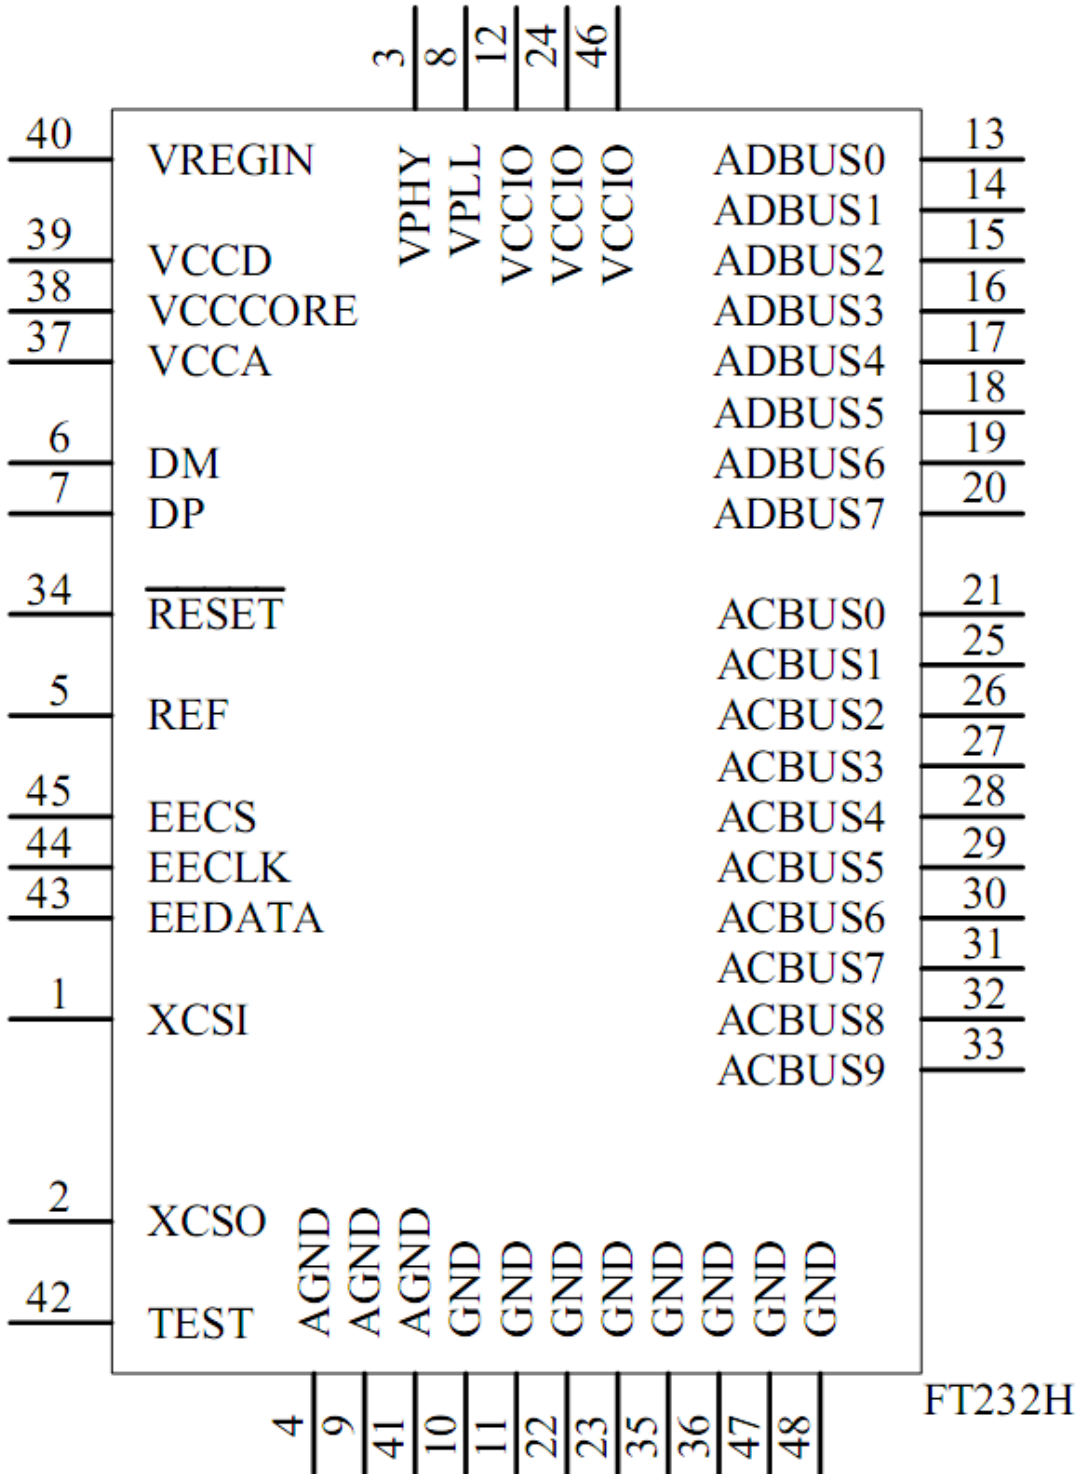 3 8 12 24 46
VPHY VPLL VCCIO VCCIO VCCIO
40 VREGIN
39 VCCD
38 VCCCORE
37 VCCA
6 DM
7 DP
34 RESET
5 REF
45 EECS
44 EECLK
43 EEDATA
1 XCSI
2 XCSO
42 TEST
ADBUS0 13
ADBUS1 14
ADBUS2 15
ADBUS3 16
ADBUS4 17
ADBUS5 18
ADBUS6 19
ADBUS7 20
ACBUS0 21
ACBUS1 25
ACBUS2 26
ACBUS3 27
ACBUS4 28
ACBUS5 29
ACBUS6 30
ACBUS7 31
ACBUS8 32
ACBUS9 33
AGND AGND AGND GND GND GND GND GND GND GND GND
4 9 41 10 11 22 23 35 36 47 48
FT232H